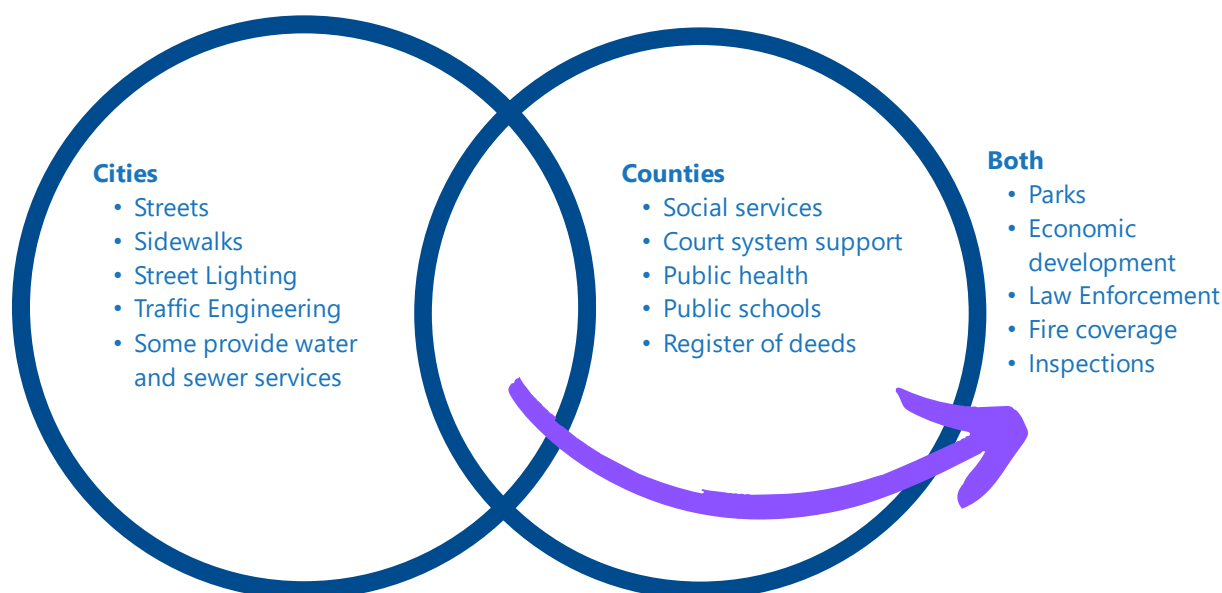 Cities
• Streets
• Sidewalks
• Street Lighting
• Traffic Engineering
• Some provide water
and sewer services
Counties
• Social services
• Court system support
• Public health
• Public schools
• Register of deeds
Both
• Parks
• Economic
development
• Law Enforcement
• Fire coverage
• Inspections